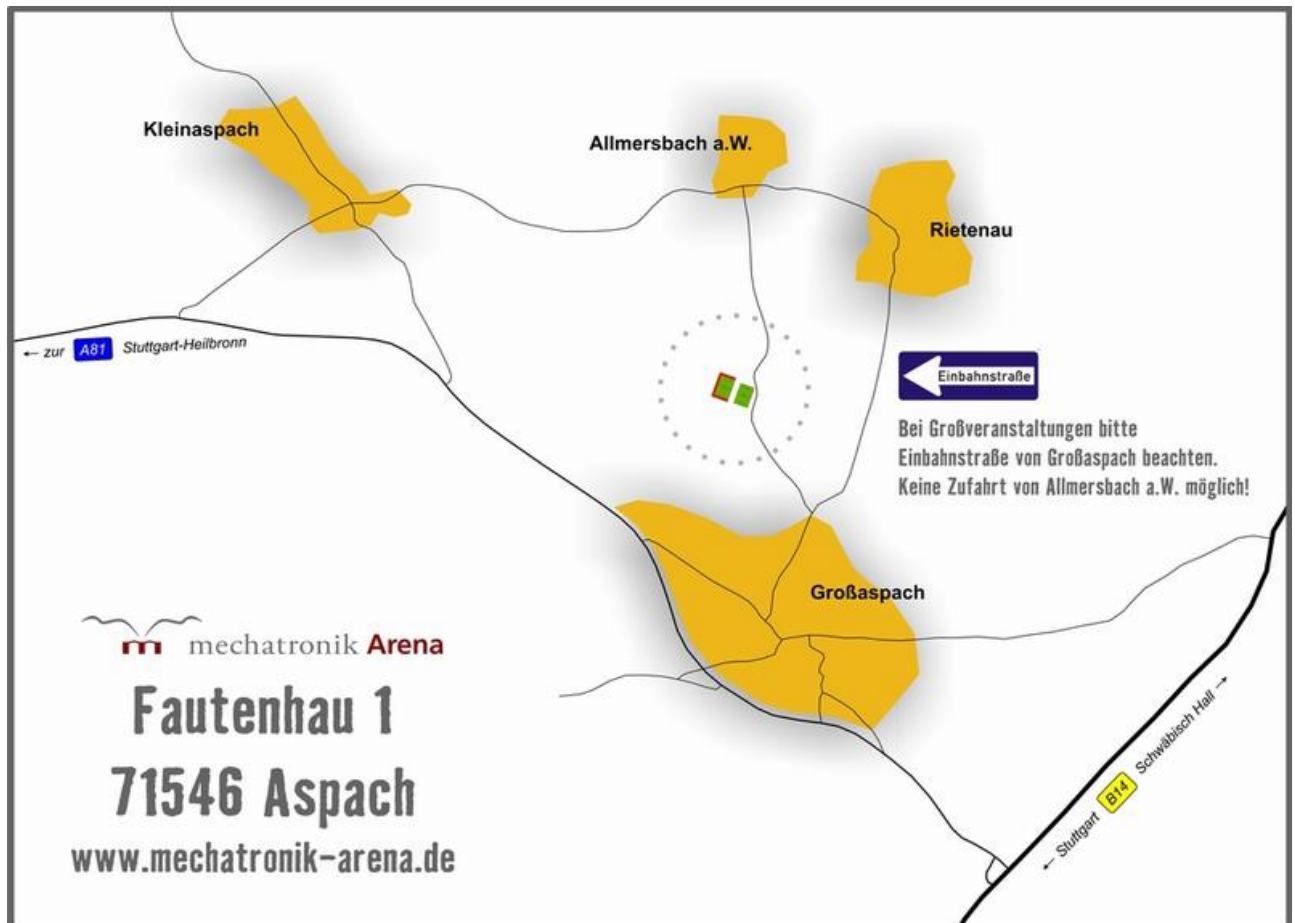 Kleinaspach
Allmersbach a.W.
Rietenau
← zur A81 Stuttgart-Heilbronn
Einbahnstraße
Bei Großveranstaltungen bitte
Einbahnstraße von Großaspach beachten.
Keine Zufahrt von Allmersbach a.W. möglich!
Großaspach
mechatronik Arena
Fautenhau 1
71546 Aspach
www.mechatronik-arena.de
← Stuttgart B14 Schwäbisch Hall →